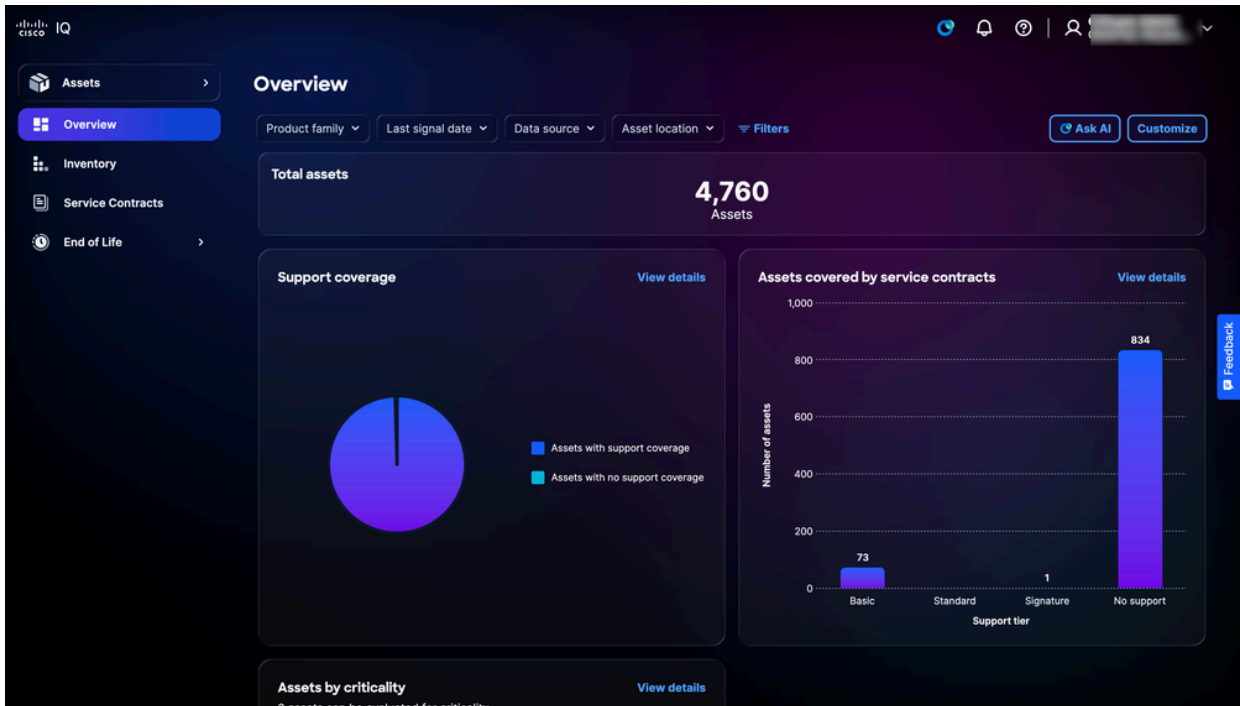 cisco IQ
Assets
Overview
Inventory
Service Contracts
End of Life
Overview
Product family
Last signal date
Data source
Asset location
Filters
Ask AI
Customize
Total assets
4,760
Assets
Support coverage
View details
Assets with support coverage
Assets with no support coverage
Assets covered by service contracts
View details
1,000
800
600
400
200
0
Number of assets
73
1
834
Basic
Standard
Signature
No support
Support tier
Feedback
Assets by criticality
View details